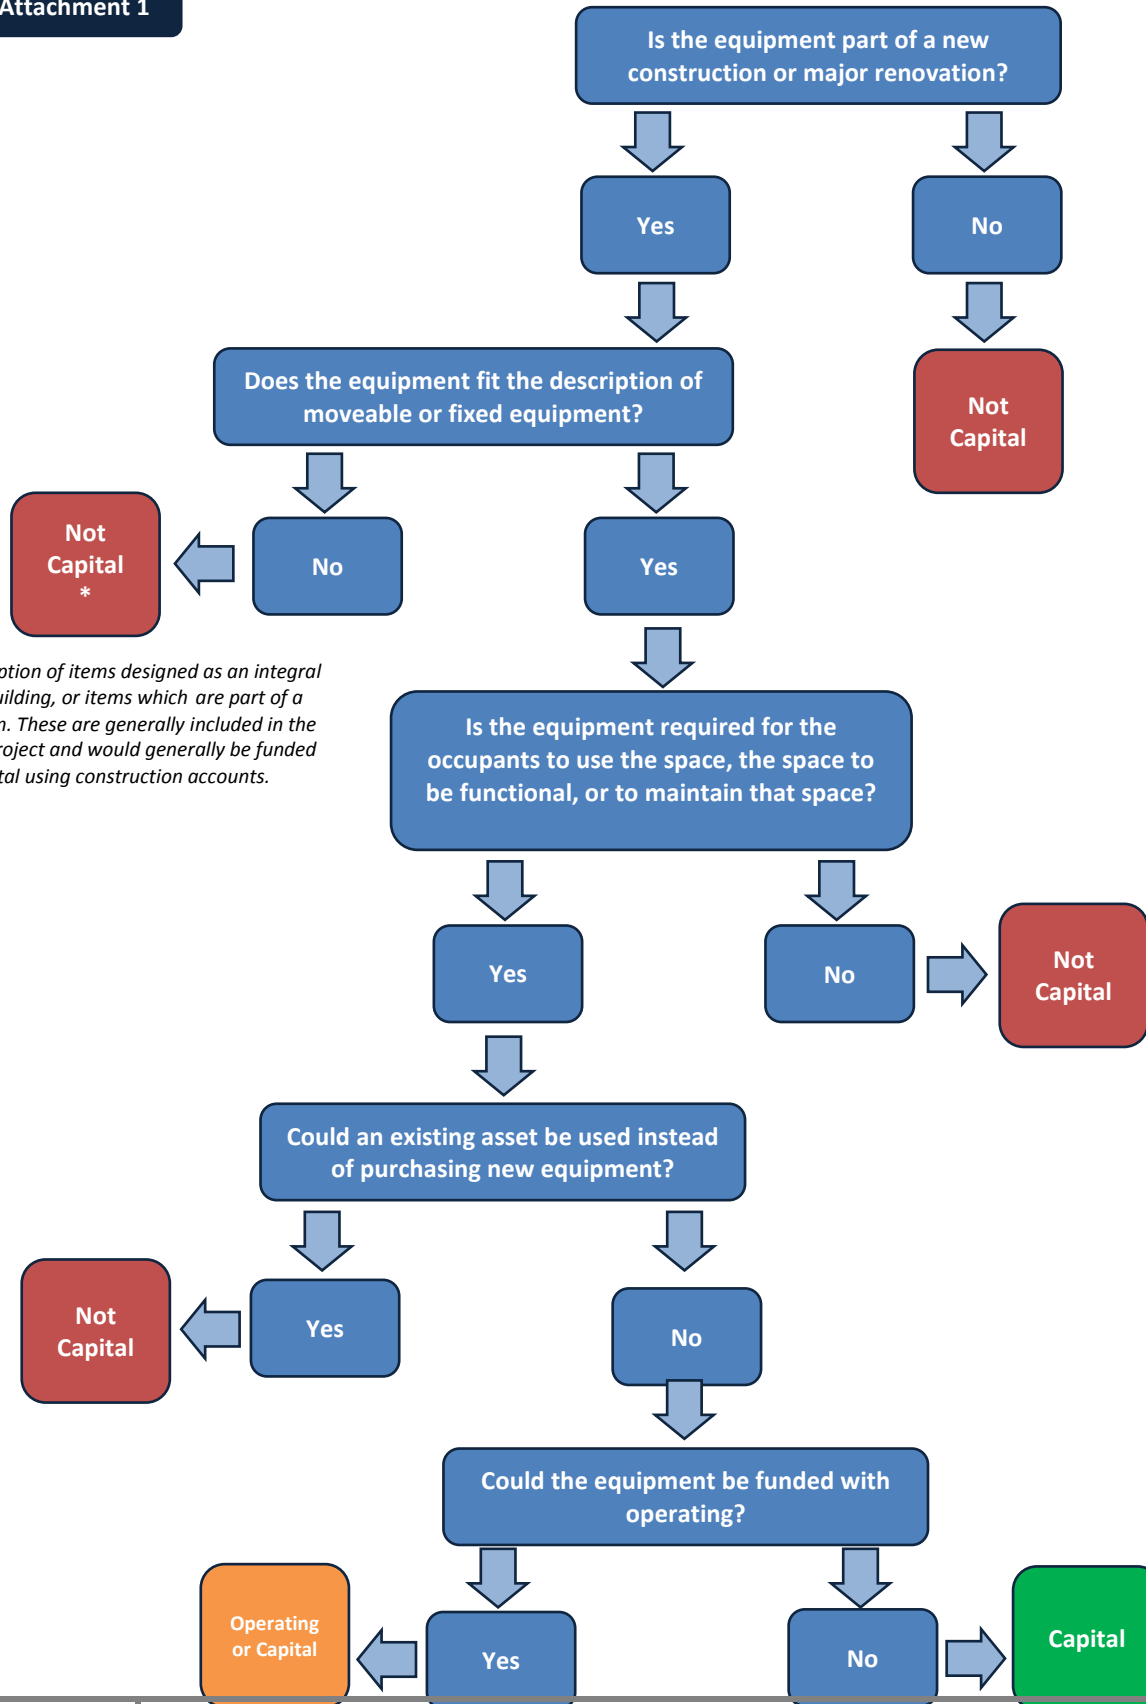 Attachment 1
Is the equipment part of a new
construction or major renovation?
Yes
No
Does the equipment fit the description of
moveable or fixed equipment?
Not
Capital
Not
Capital
*
No
Yes
of items designed as an integral
or items which are part of a
These are generally included in the
and would generally be funded
using construction accounts.
Is the equipment required for the
occupants to use the space, the space to
be functional, or to maintain that space?
Yes
No
Not
Capital
Could an existing asset be used instead
of purchasing new equipment?
Not
Capital
Yes
No
Could the equipment be funded with
operating?
Operating
or Capital
Yes
No
Capital